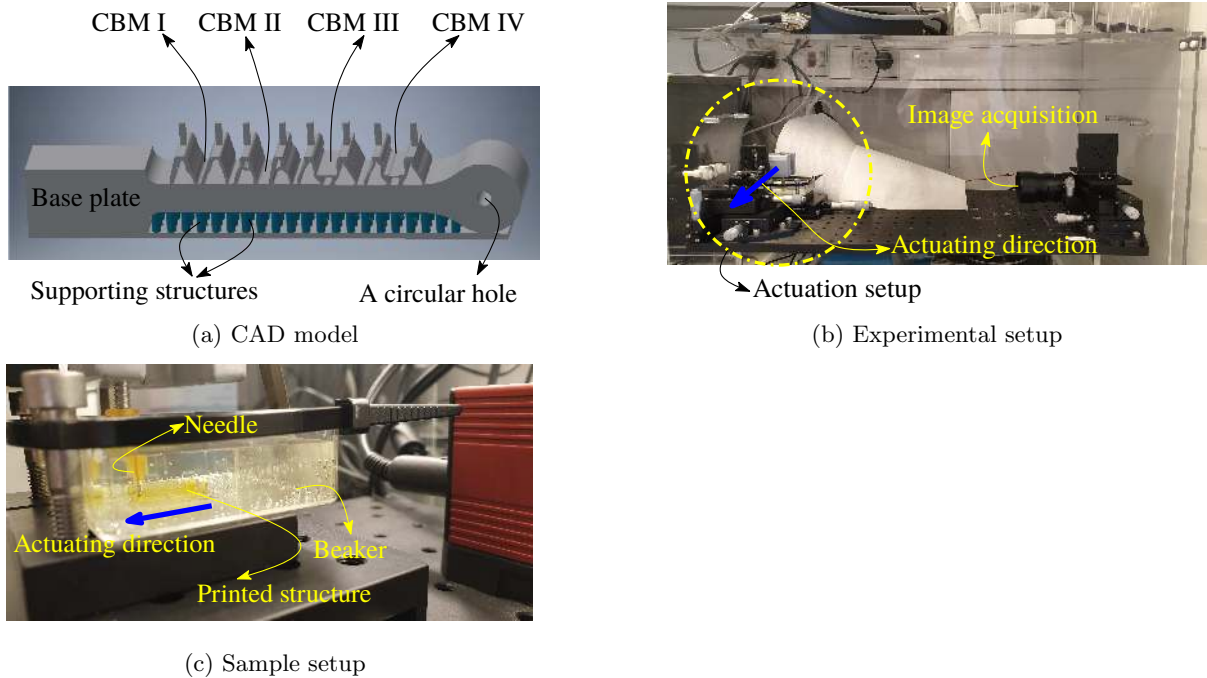 CBM I CBM II CBM III CBM IV
Base plate
Supporting structures
A circular hole
(a) CAD model
Image acquisition
Actuating direction
Actuation setup
(b) Experimental setup
Needle
Actuating direction
Beaker
Printed structure
(c) Sample setup